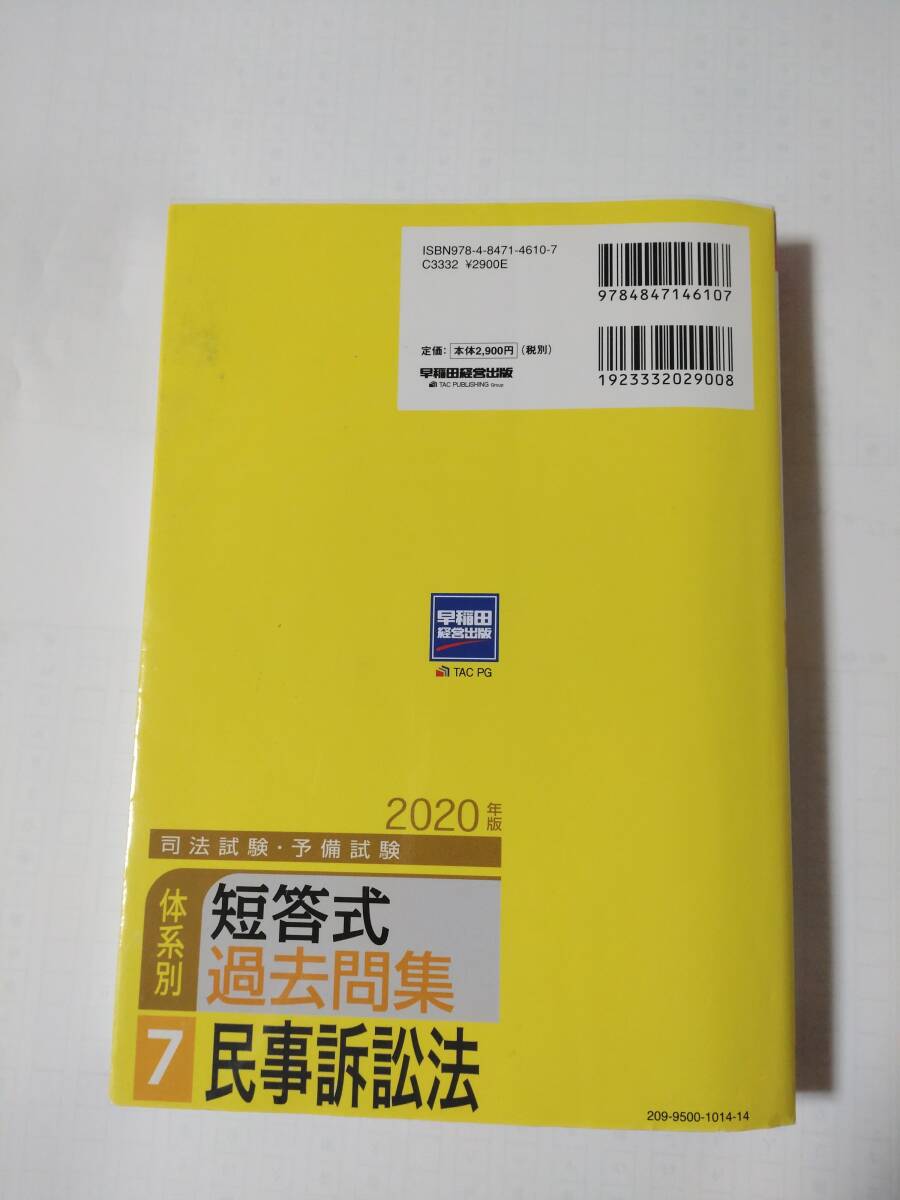 ISBN978-4-8471-4610-7
C3332 ¥2900E
9784847146107
定価: 本体2,900円 (税別)
早稲田経営出版
TAC PUBLISHING Group
1923332029008
早稲田
経営出版
TAC PG
2020年版
司法試験・予備試験
体系別
短答式
過去問集
7 民事訴訟法
209-9500-1014-14